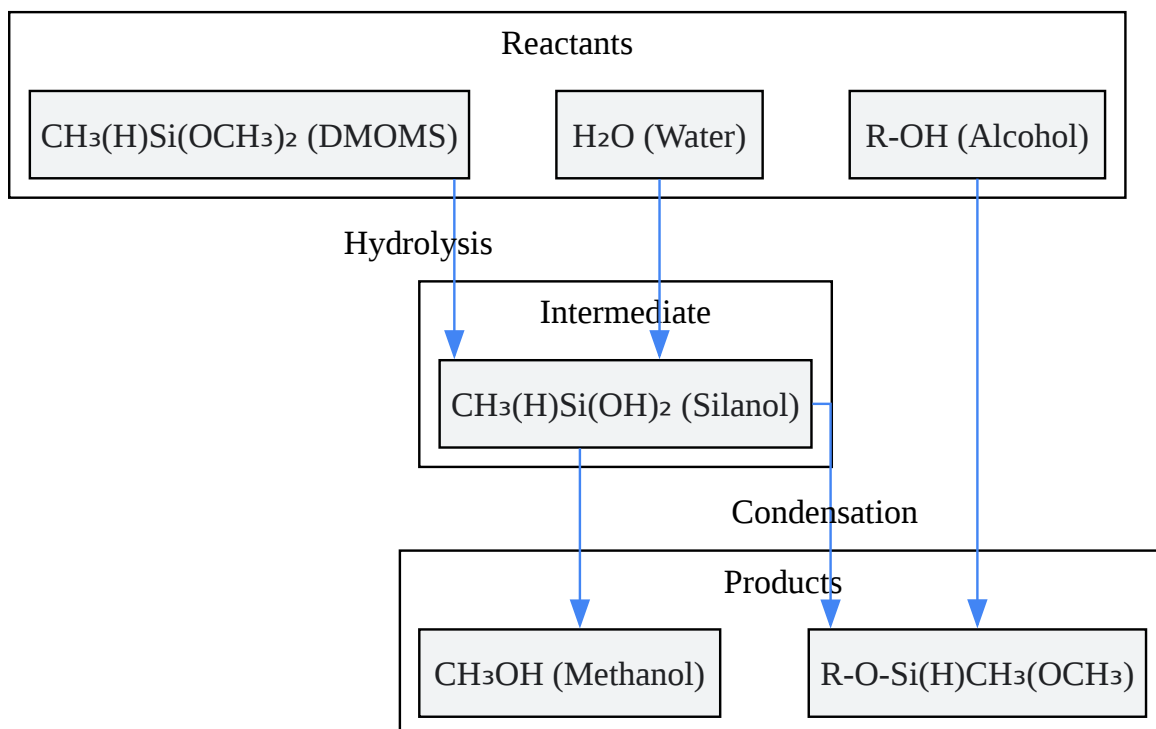 Reactants
CH₃(H)Si(OCH₃)₂ (DMOMS)
H₂O (Water)
R-OH (Alcohol)
Hydrolysis
Intermediate
CH₃(H)Si(OH)₂ (Silanol)
Condensation
Products
CH₃OH (Methanol)
R-O-Si(H)CH₃(OCH₃)